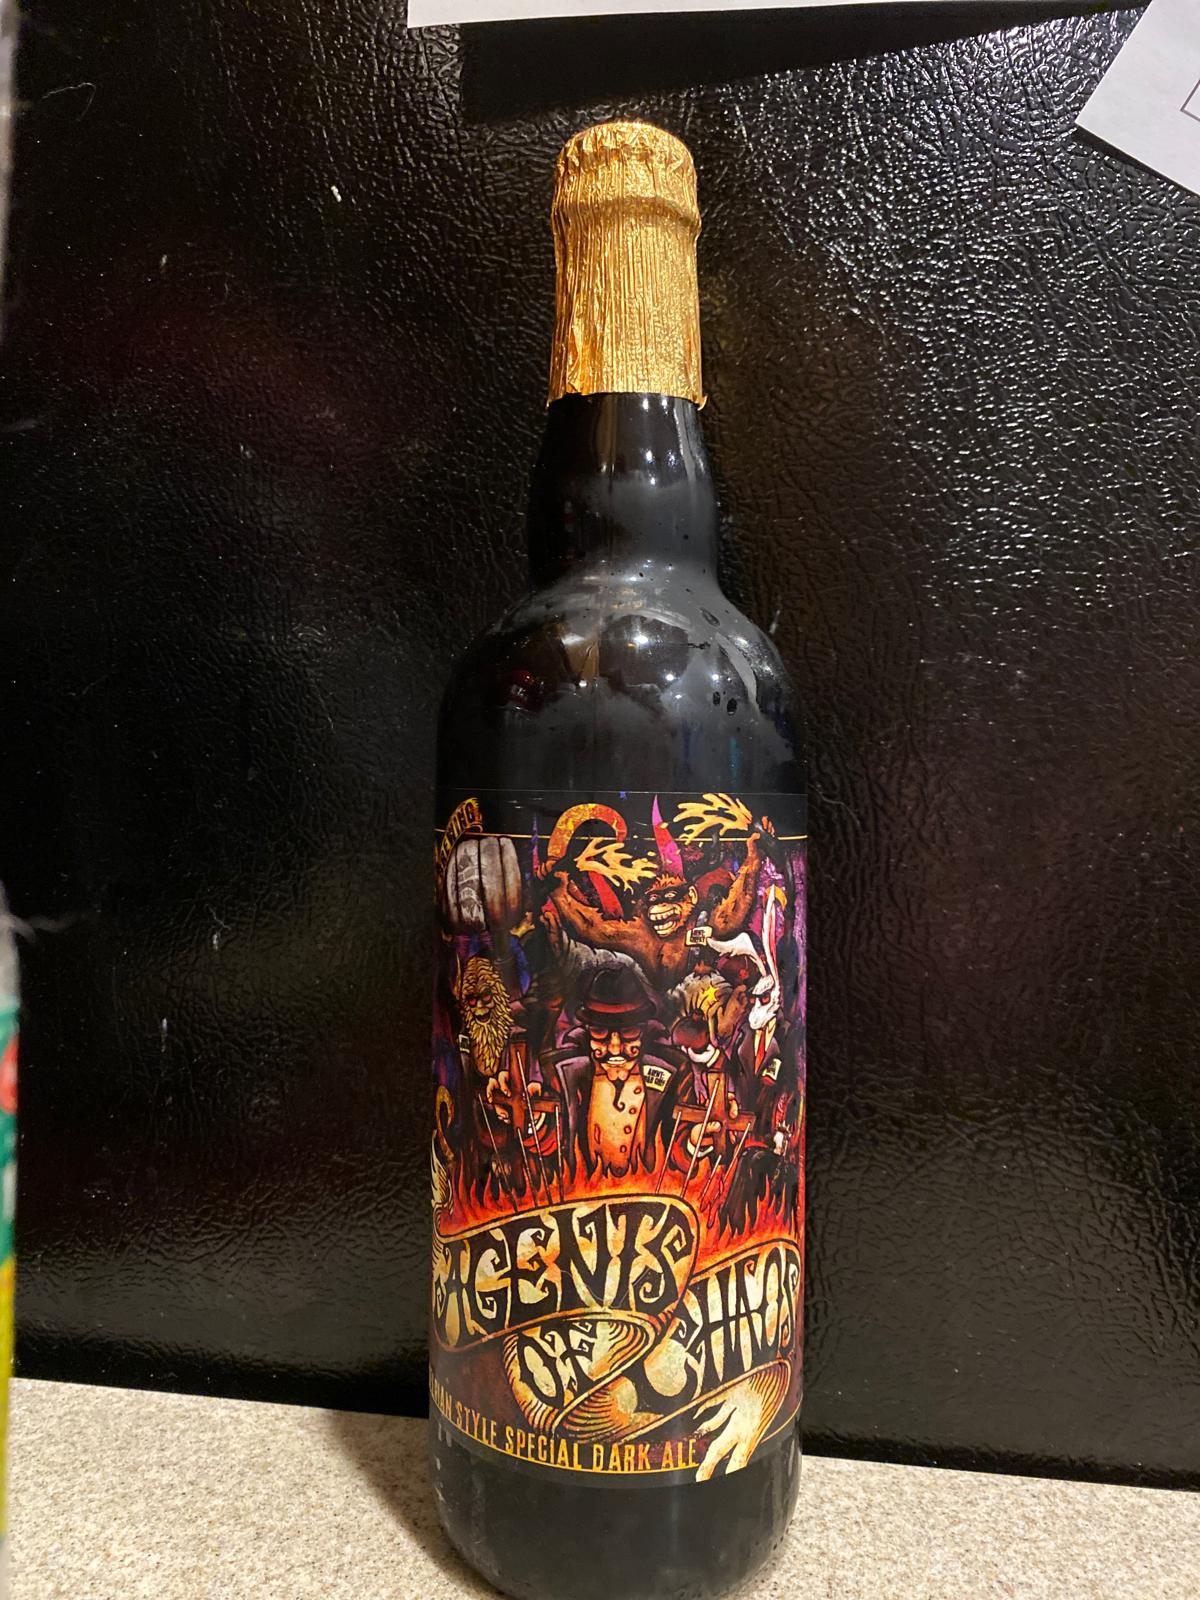 AGENTS
OF CHAOS
STYLE SPECIAL DARK ALE